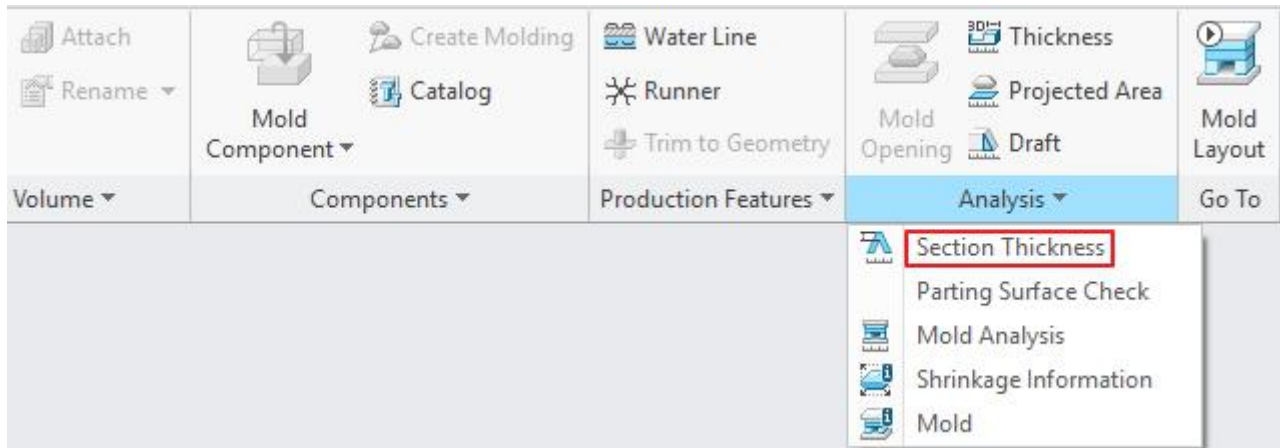 Attach
Rename
Mold
Component
Create Molding
Catalog
Water Line
Runner
Trim to Geometry
Mold
Opening
3D
Thickness
Projected Area
Draft
Mold
Layout
Volume
Components
Production Features
Analysis
Go To
Section Thickness
Parting Surface Check
Mold Analysis
Shrinkage Information
Mold